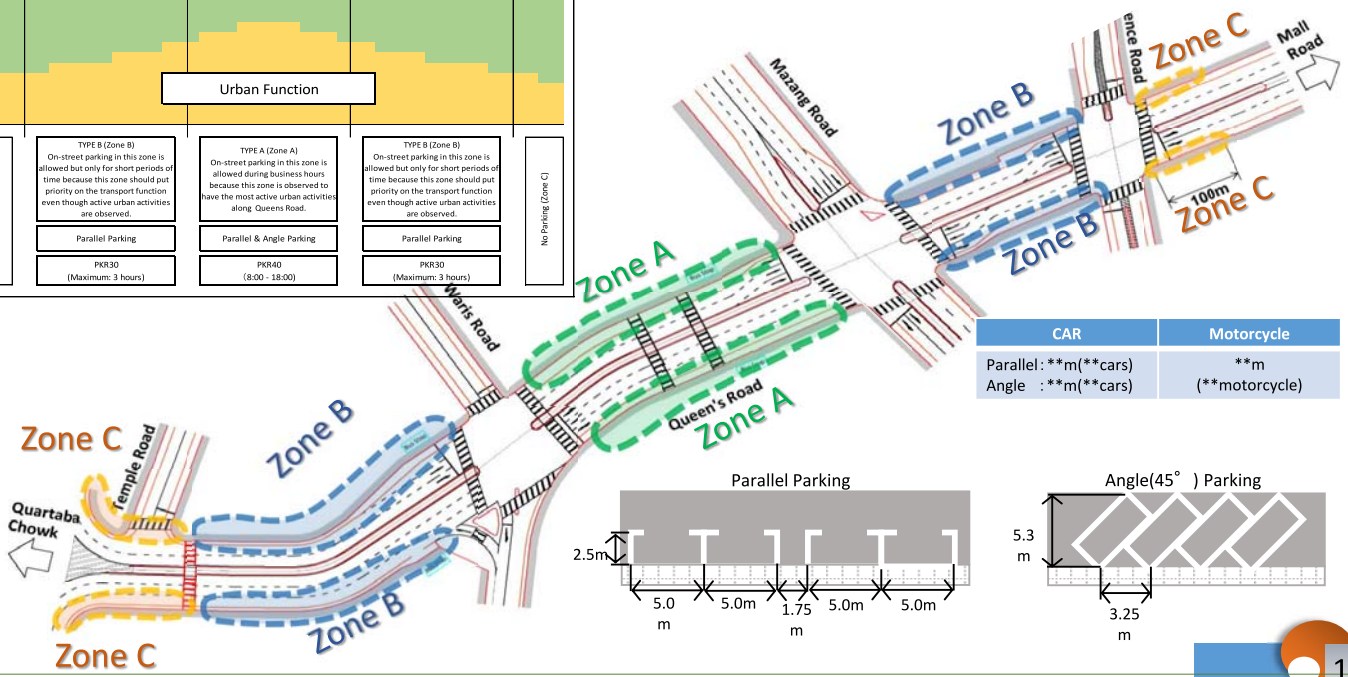 Urban Function
TYPE B (Zone B)
On-street parking in this zone is
allowed but only for short periods of
time because this zone should put
priority on the transport function
even though active urban activities
are observed.
Parallel Parking
PKR30
(Maximum: 3 hours)
TYPE A (Zone A)
On-street parking in this zone is
allowed during business hours
because this zone is observed to
have the most active urban activities
along Queens Road.
Parallel & Angle Parking
PKR40
(8:00 - 18:00)
TYPE B (Zone B)
On-street parking in this zone is
allowed but only for short periods of
time because this zone should put
priority on the transport function
even though active urban activities
are observed.
Parallel Parking
PKR30
(Maximum: 3 hours)
No Parking (Zone C)
Mazang Road
ence Road
Zone C
Mall
Road
Zone B
Zone B
100m
Zone C
Zone A
Bus Stop
Waris Road
Queen's Road
Zone A
CAR
Motorcycle
Parallel : **m(**cars)
Angle : **m(**cars)
**m
(**motorcycle)
Zone B
Bus Stop
Zone C
Temple Road
Quartaba
Chowk
Zone B
Zone C
Parallel Parking
2.5m
5.0
m
5.0m
1.75
m
5.0m
5.0m
Angle(45° ) Parking
5.3
m
3.25
m
1